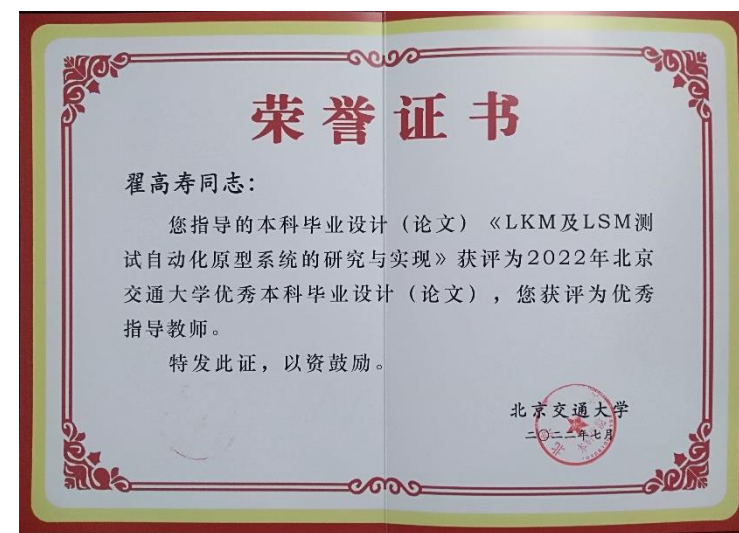 荣誉证书
翟高寿同志：
您指导的本科毕业设计（论文）《LKM及LSM测
试自动化原型系统的研究与实现》获评为2022年北京
交通大学优秀本科毕业设计（论文），您获评为优秀
指导教师。
特发此证，以资鼓励。
北京交通大学
二〇二二年七月